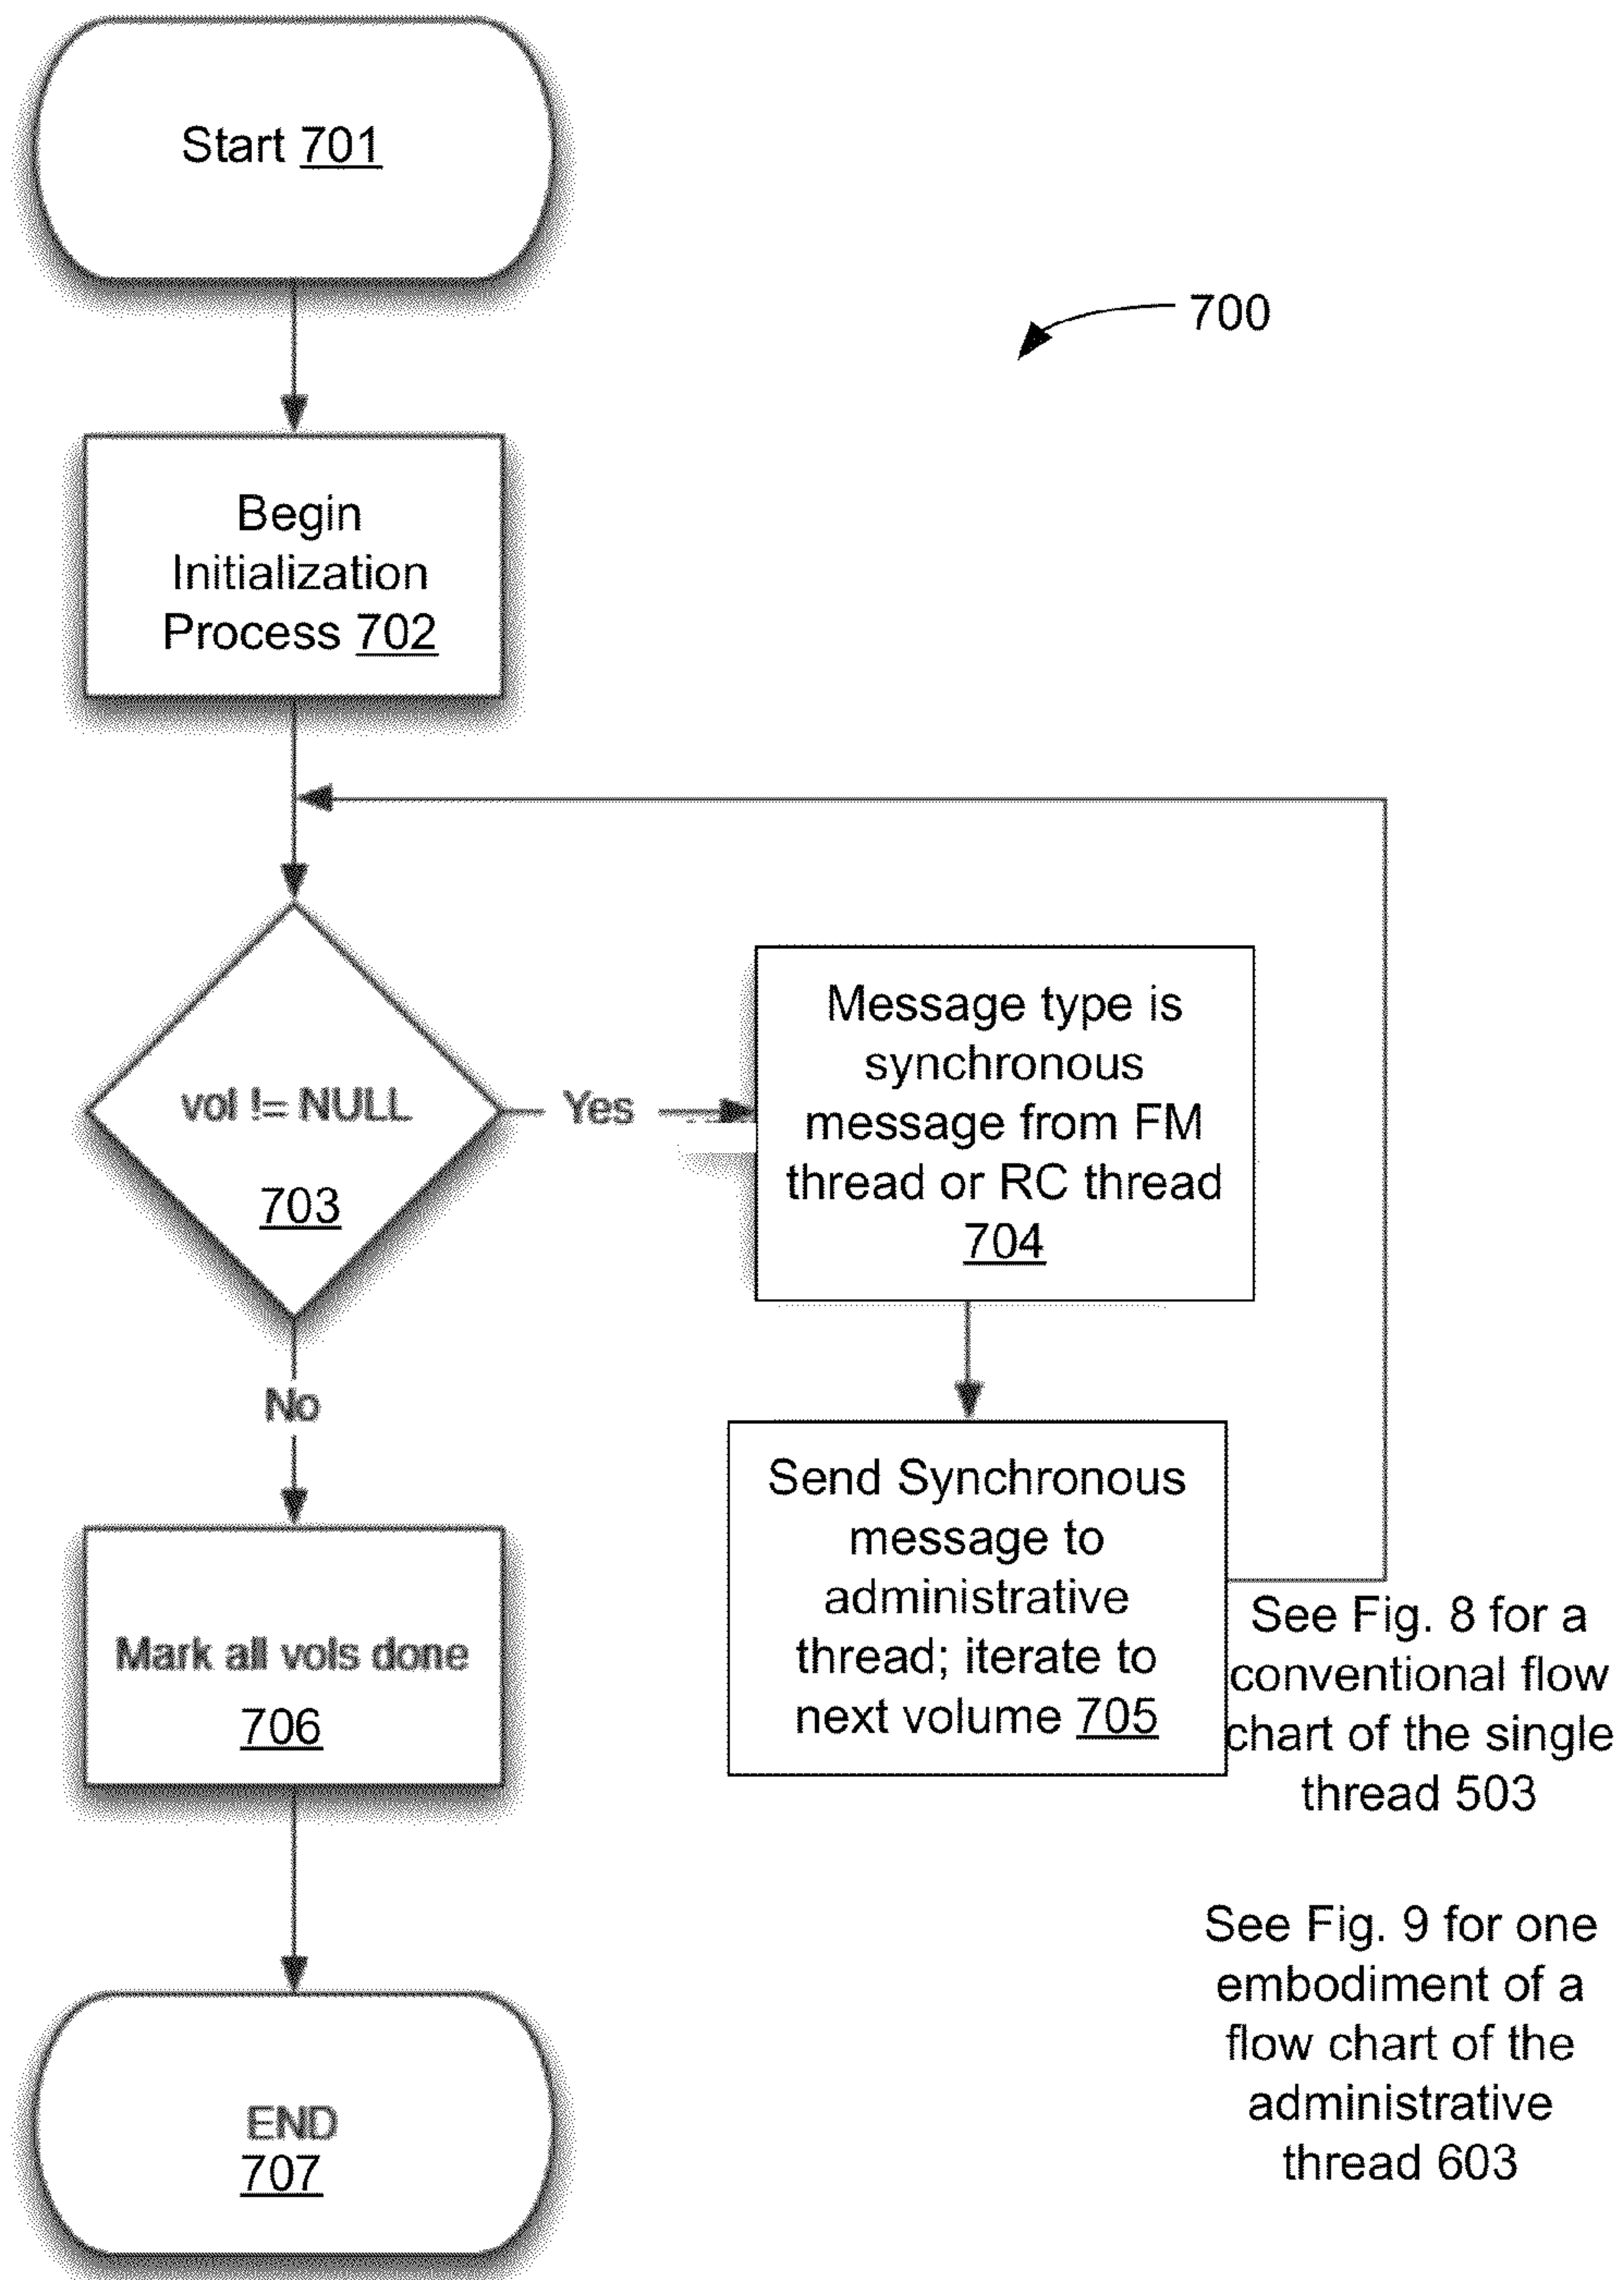 Start 701
700
Begin
Initialization
Process 702
vol != NULL
703
Yes
Message type is
synchronous
message from FM
thread or RC thread
704
No
Send Synchronous
message to
administrative
thread; iterate to
next volume 705
Mark all vols done
706
See Fig. 8 for a
conventional flow
chart of the single
thread 503
See Fig. 9 for one
embodiment of a
flow chart of the
administrative
thread 603
END
707